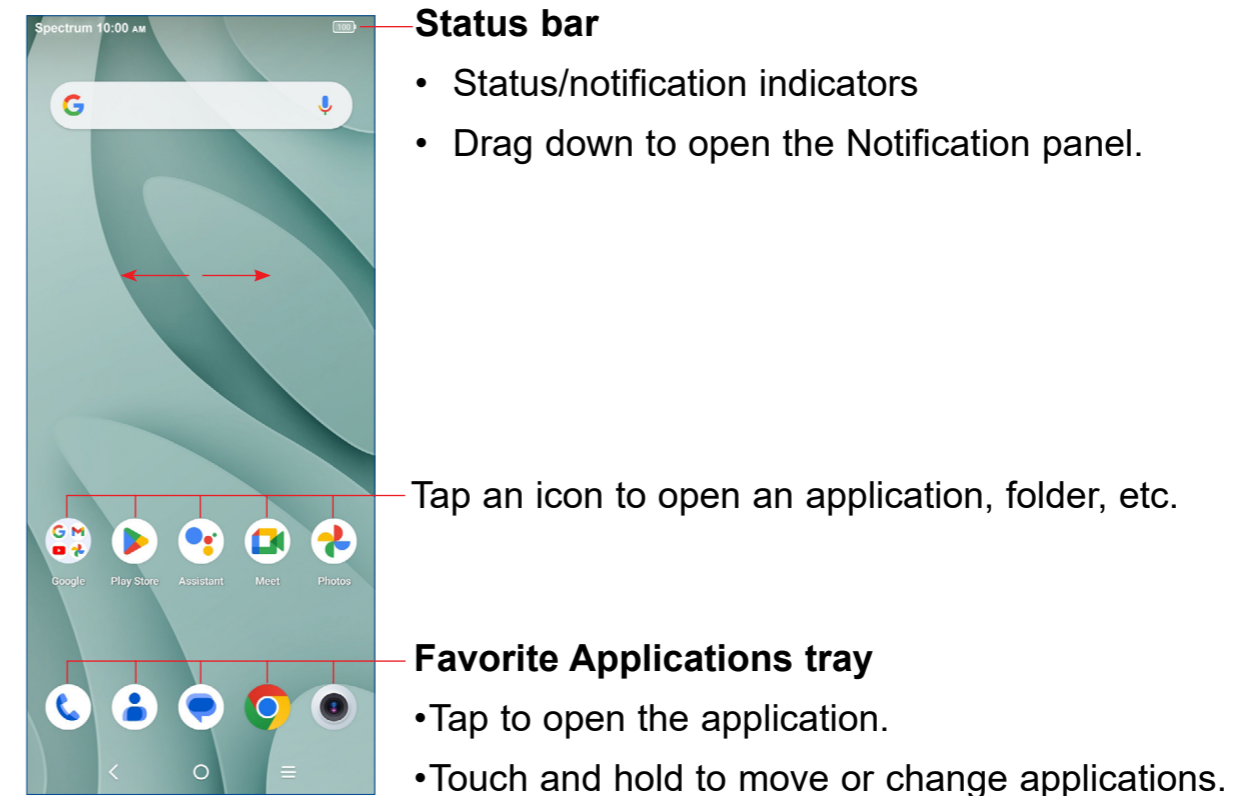 Spectrum 10:00 AM
100
Status bar
• Status/notification indicators
• Drag down to open the Notification panel.
Tap an icon to open an application, folder, etc.
Google Play Store Assistant Meet Photos
Favorite Applications tray
•Tap to open the application.
•Touch and hold to move or change applications.